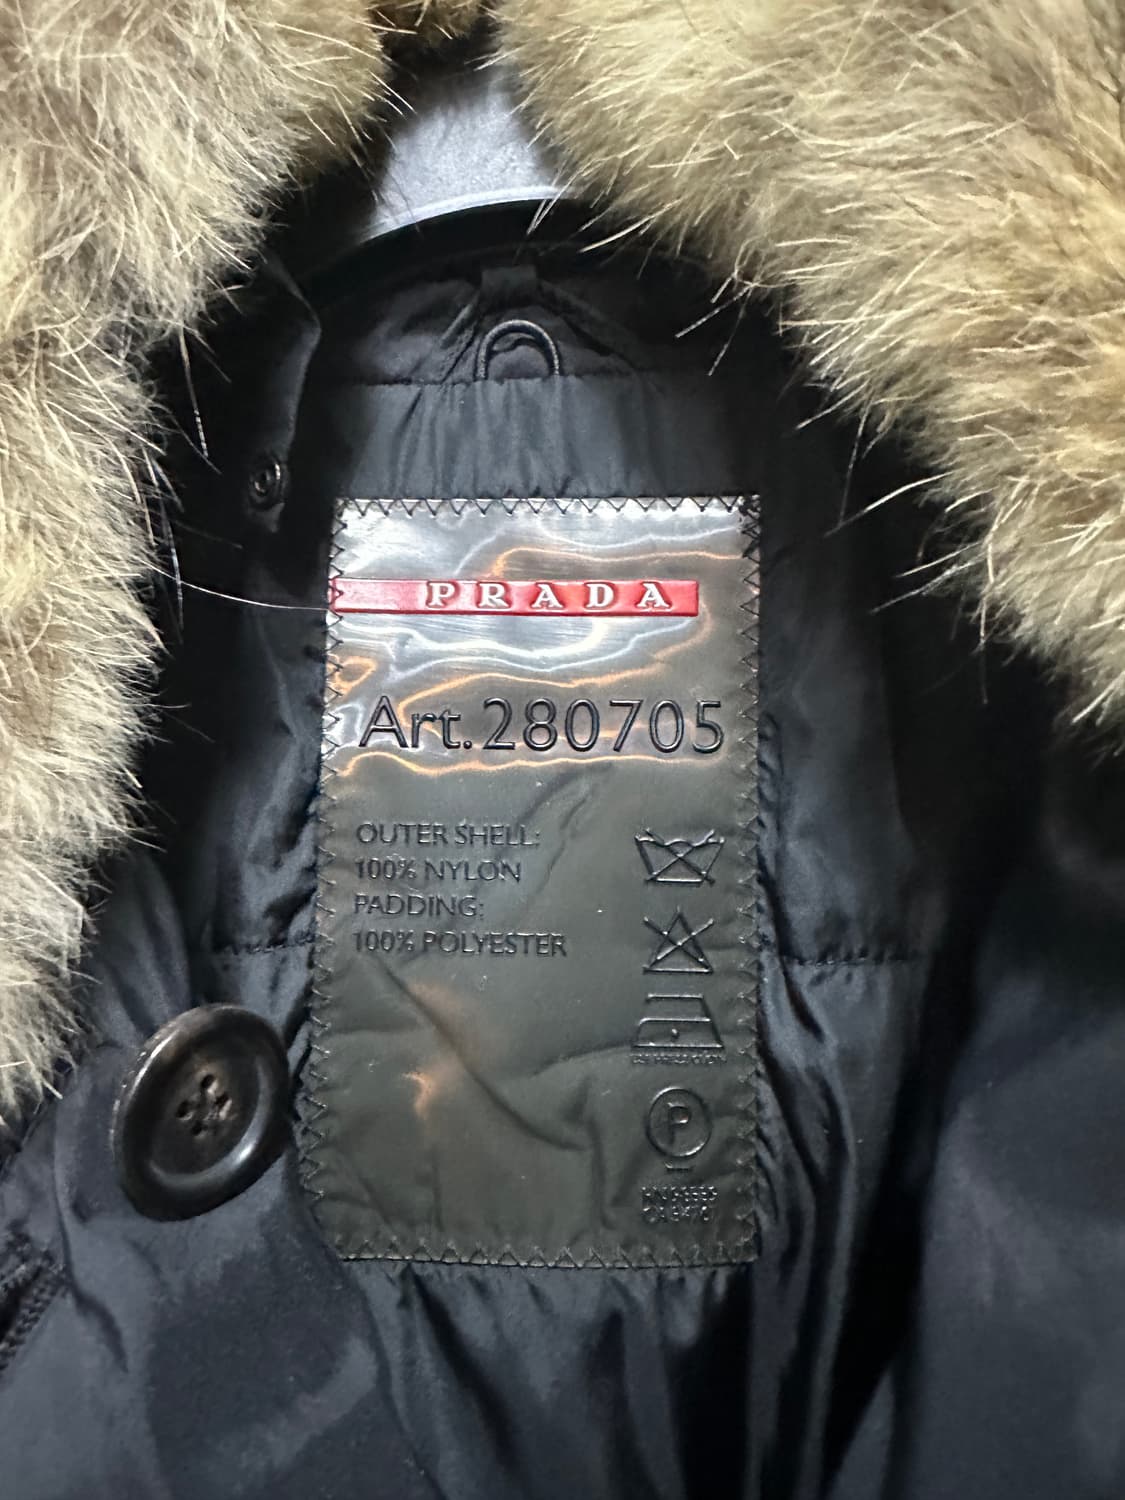 PRADA
Art. 280705
OUTER SHELL:
100% NYLON
PADDING:
100% POLYESTER
P